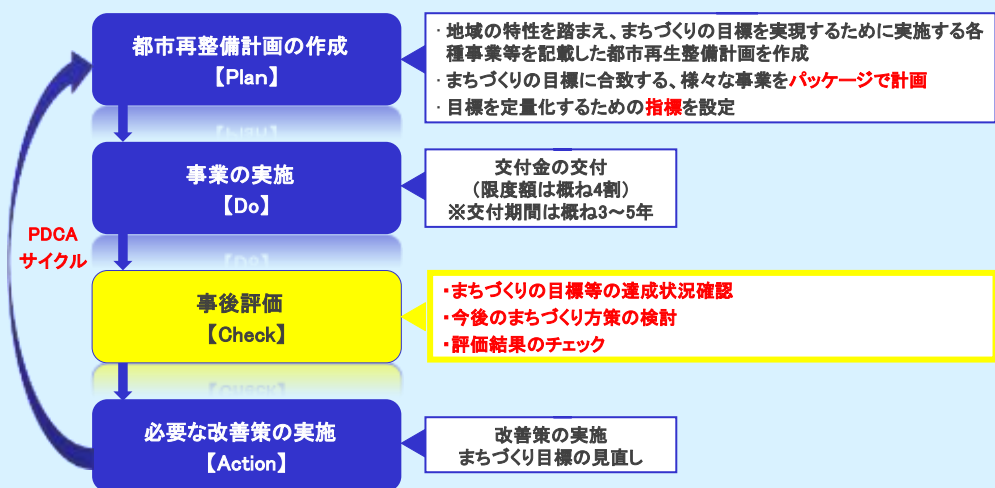 都市再整備計画の作成
【Plan】
・地域の特性を踏まえ、まちづくりの目標を実現するために実施する各
種事業等を記載した都市再生整備計画を作成
・まちづくりの目標に合致する、様々な事業をパッケージで計画
・目標を定量化するための指標を設定
事業の実施
【Do】
交付金の交付
（限度額は概ね4割）
※交付期間は概ね3～5年
PDCA
サイクル
事後評価
【Check】
・まちづくりの目標等の達成状況確認
・今後のまちづくり方策の検討
・評価結果のチェック
必要な改善策の実施
【Action】
改善策の実施
まちづくり目標の見直し